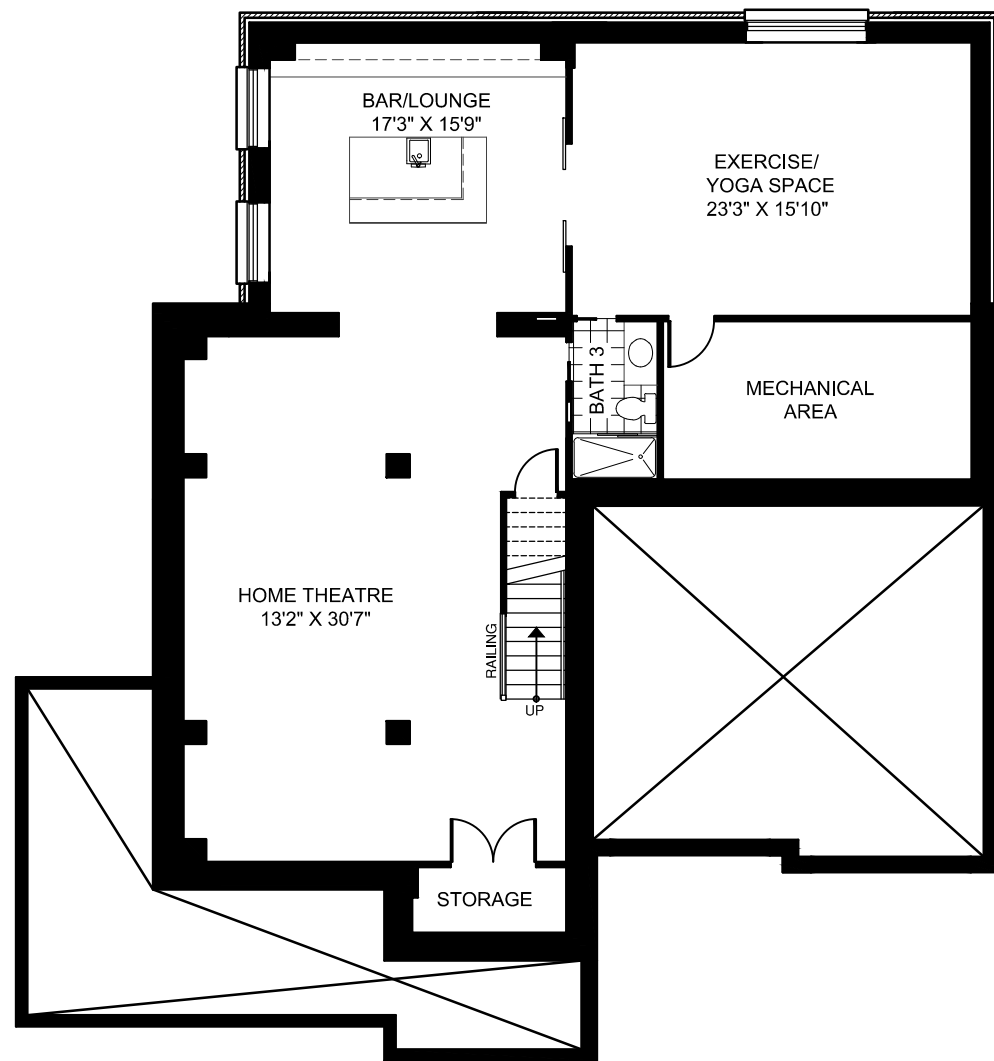 BAR/LOUNGE
17'3" X 15'9"
EXERCISE/
YOGA SPACE
23'3" X 15'10"
BATH 3
MECHANICAL
AREA
HOME THEATRE
13'2" X 30'7"
RAILING
UP
STORAGE